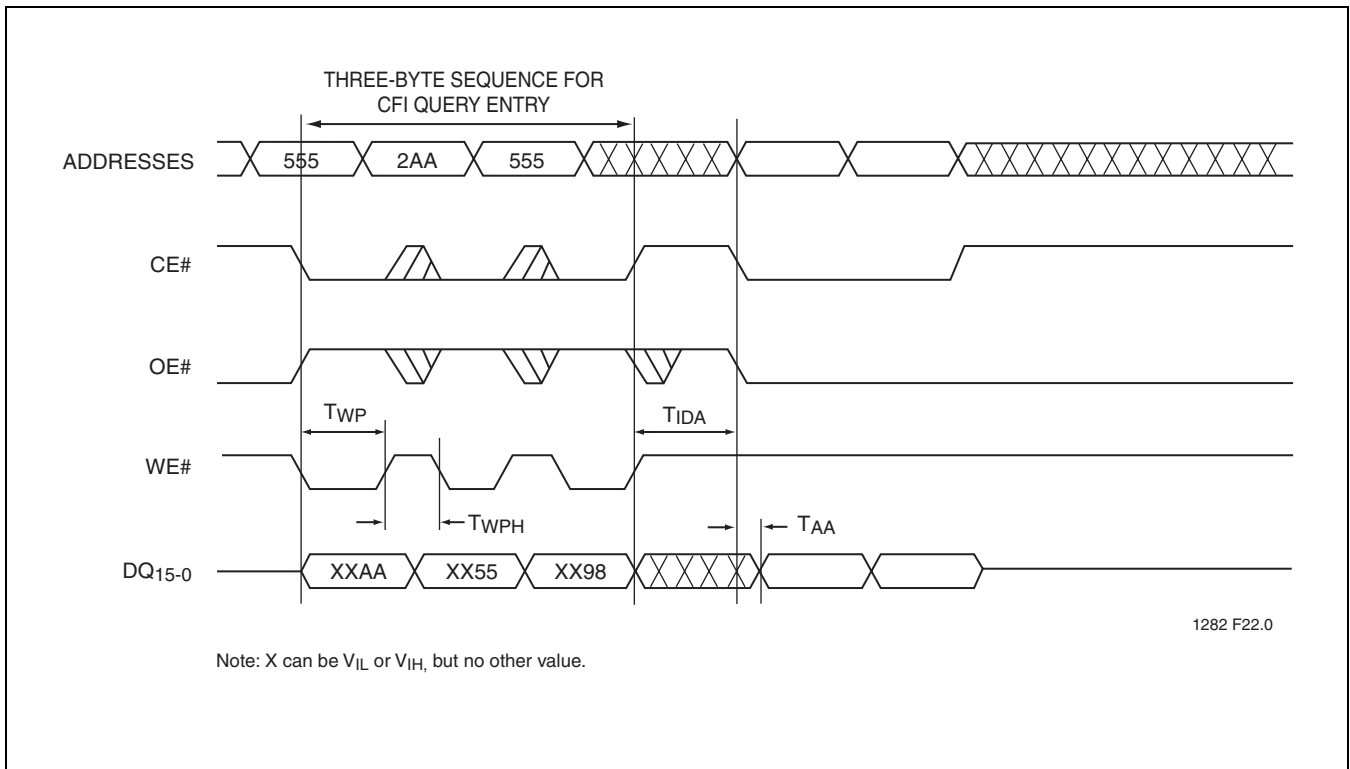 THREE-BYTE SEQUENCE FOR
CFI QUERY ENTRY
ADDRESSES 555 2AA 555
CE#
OE#
TWP TIDA
WE#
TWPH TAA
DQ15-0 XXAA XX55 XX98
1282 F22.0
Note: X can be VIL or VIH, but no other value.